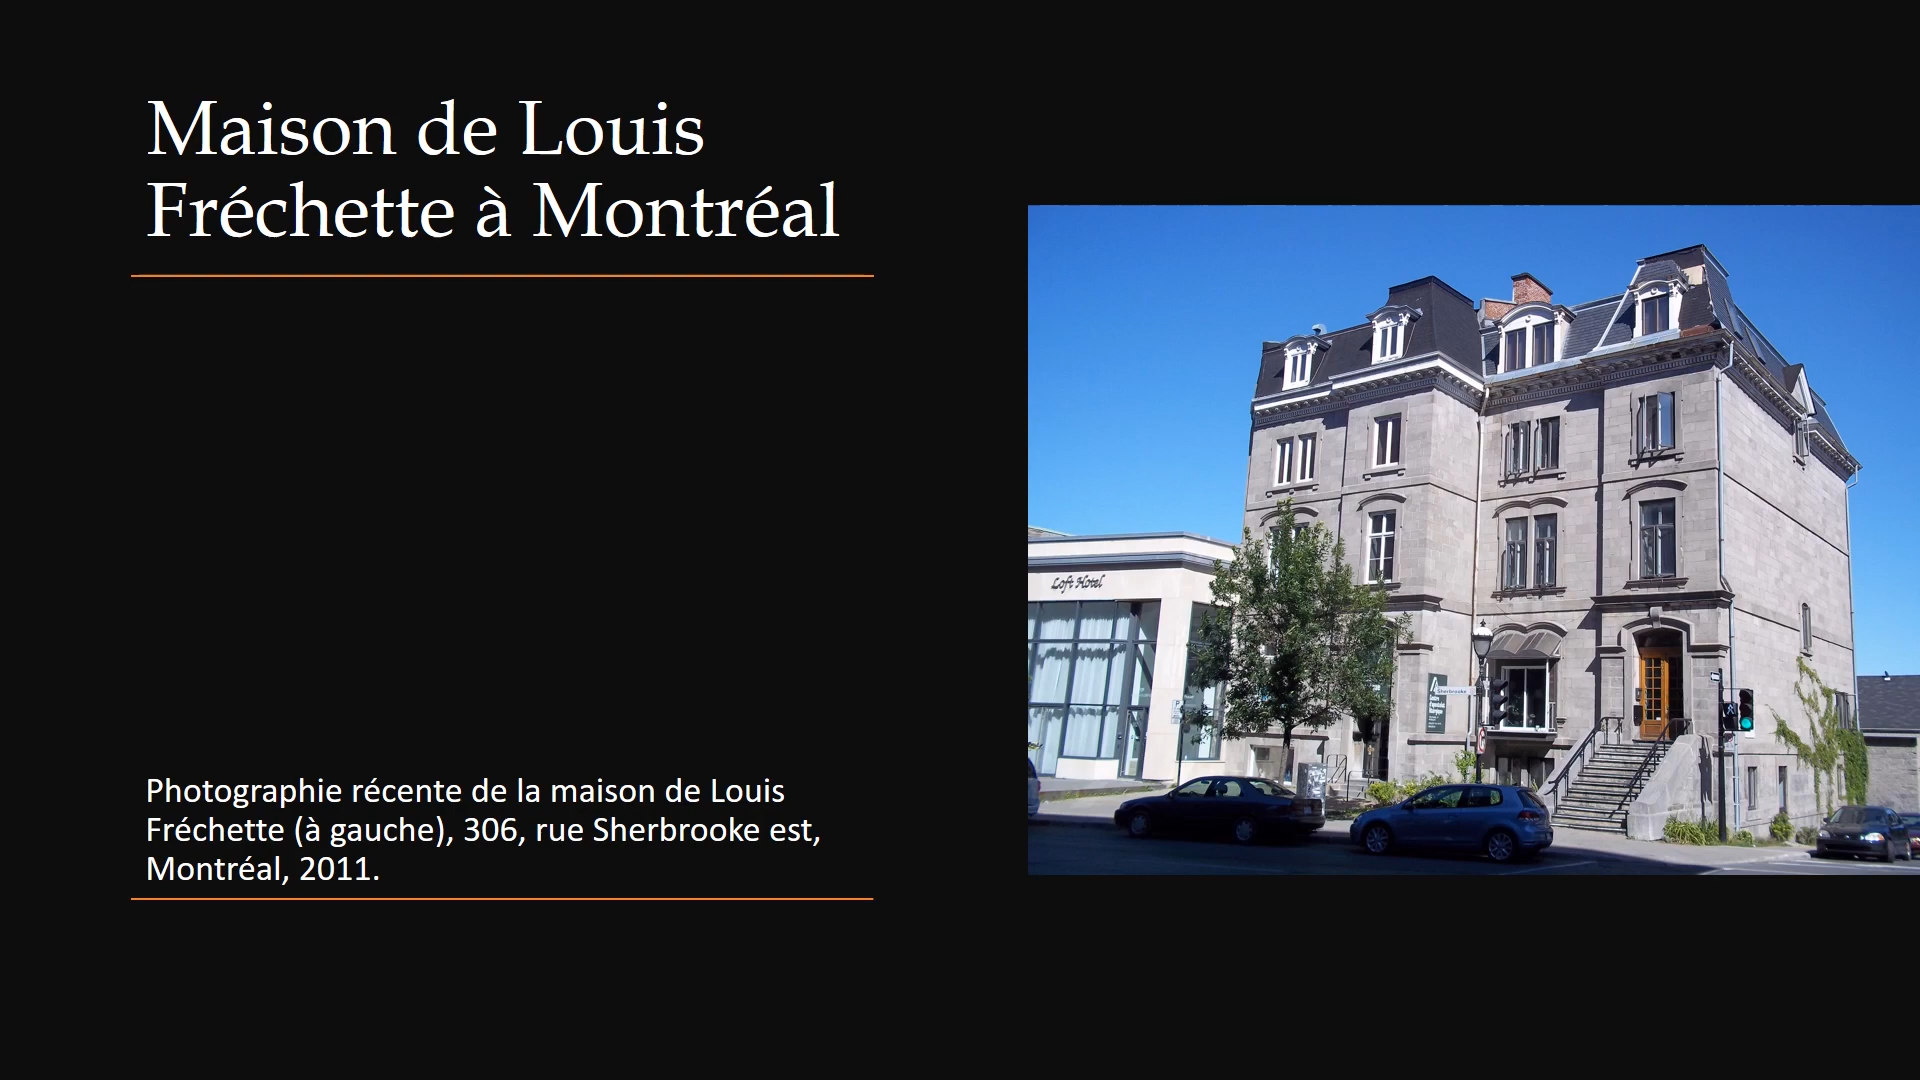 Maison de Louis
Fréchette à Montréal
Photographie récente de la maison de Louis
Fréchette (à gauche), 306, rue Sherbrooke est,
Montréal, 2011.
Loft Hotel
Sherbrooke